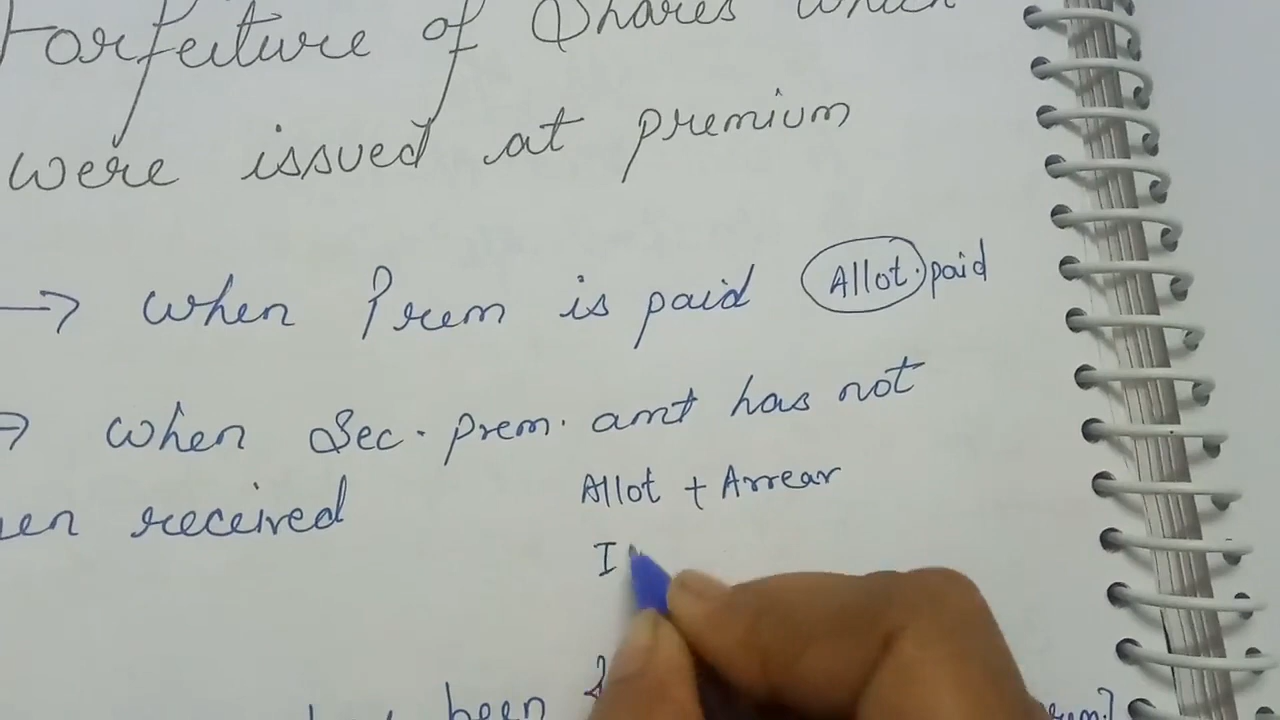 Forfeiture of Shares which
were issued at premium
→ when Prem is paid Allot. paid
→ when Sec. prem. amt has not
Allot + Arrear
received
I
been